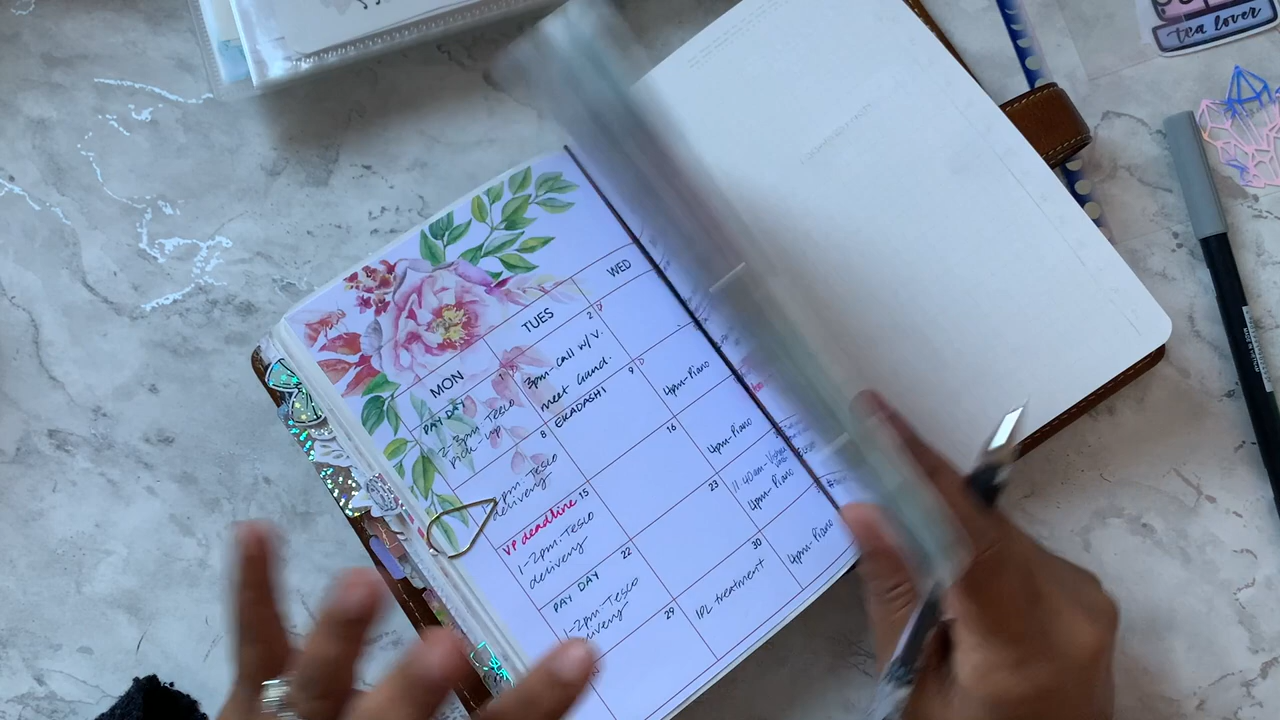 tea lover
MON
TUES
WED
PAY DAY
2-3pm-Tesco
pick up
2
3pm-call w/ V.
meet Gand.
8
2pm-Tesco
delivery
9
EKADASHI
4pm-Piano
VP deadline 15
1-2pm-Tesco
delivery
16
4pm-Piano
PAY DAY 22
1-2pm-Tesco
delivery
23
11.40am-
4pm-Piano
29
30
IPL treatment
4pm-Piano